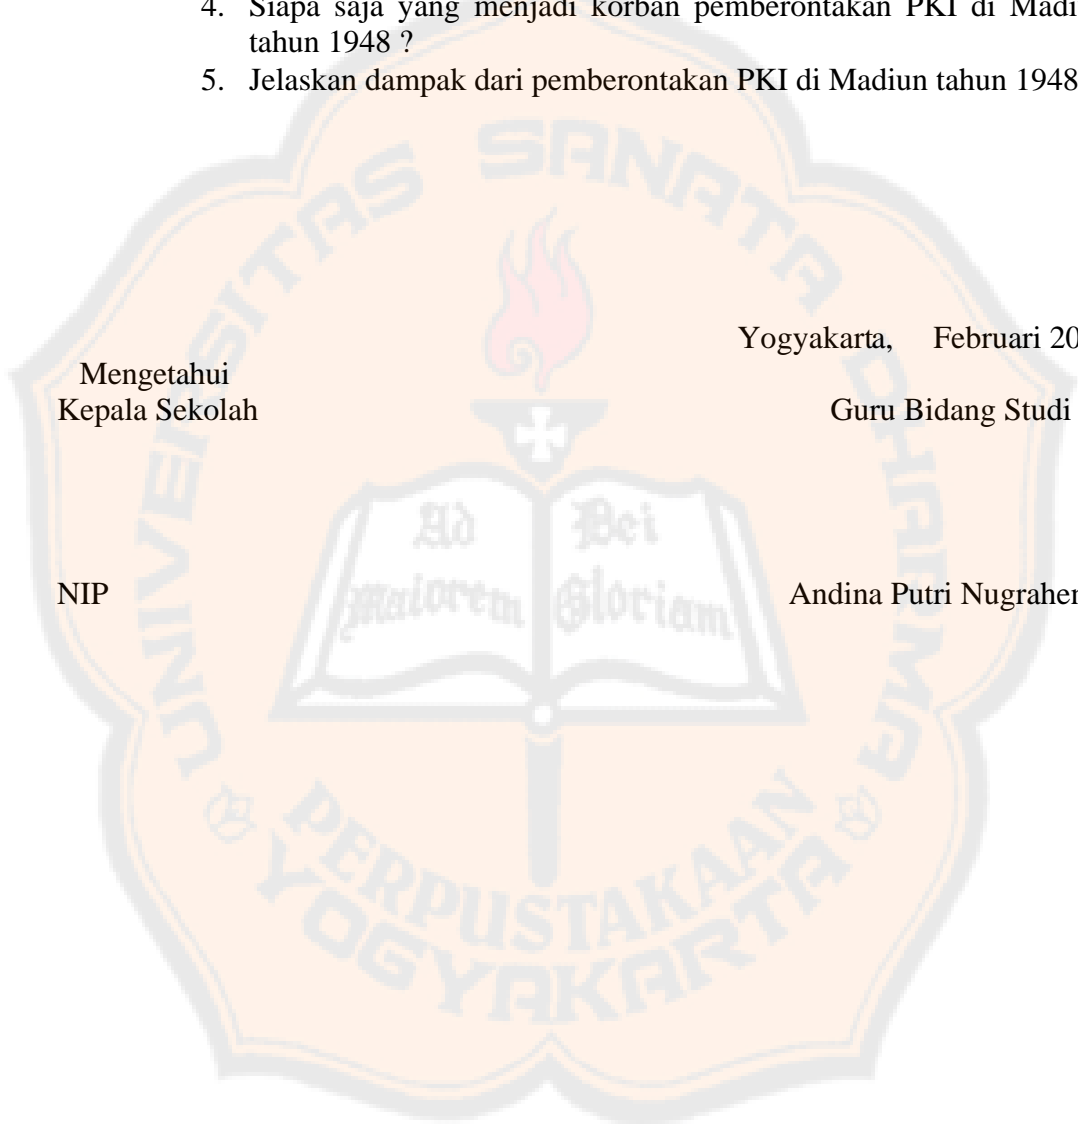 4. Siapa saja yang menjadi korban pemberontakan PKI di Madi
tahun 1948 ?
5. Jelaskan dampak dari pemberontakan PKI di Madiun tahun 1948
UNIVERSITAS SANATA DHARMA
Yogyakarta, Februari 20
Mengetahui
Kepala Sekolah Guru Bidang Studi
Ad Dei
Maiorem Gloriam
NIP Andina Putri Nugraher
PERPUSTAKAAN
YOGYAKARTA